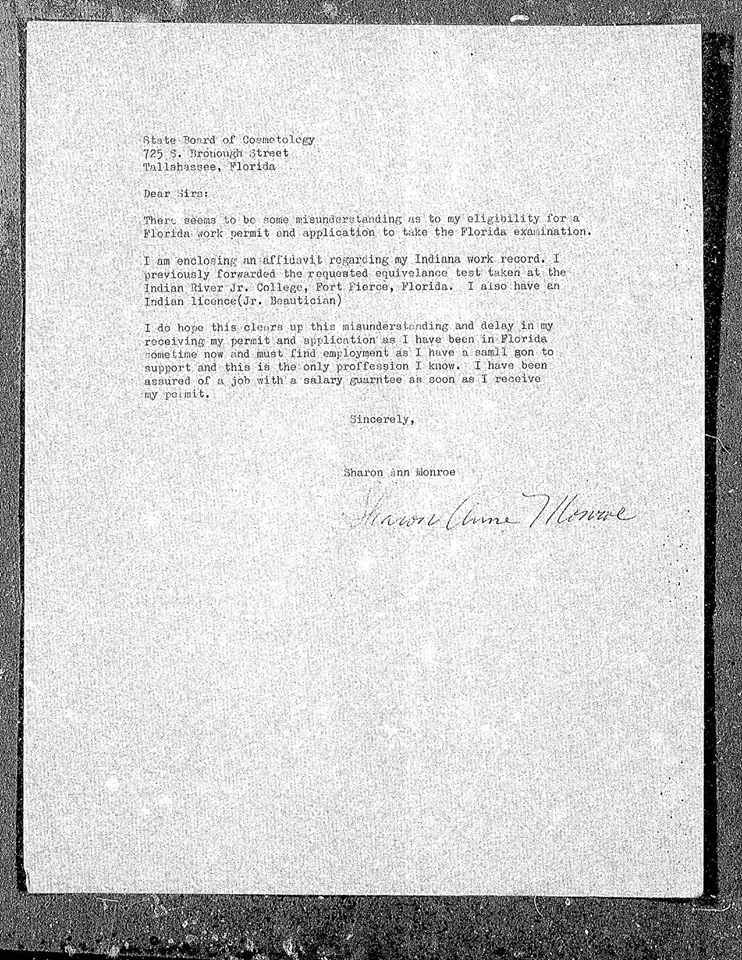 State Board of Cosmetology
725 S. Bronough Street
Tallahassee, Florida
Dear Sirs:
There seems to be some misunderstanding as to my eligibility for a
Florida work permit and application to take the Florida examination.
I am enclosing an affidavit regarding my Indiana work record. I
previously forwarded the requested equivelance test taken at the
Indian River Jr. College, Fort Pierce, Florida. I also have an
Indian licence(Jr. Beautician)
I do hope this clears up this misunderstanding and delay in my
receiving my permit and application as I have been in Florida
sometime now and must find employment as I have a samll gon to
support and this is the only proffession I know. I have been
assured of a job with a salary guarntee as soon as I receive
my permit.
Sincerely,
Sharon Ann Monroe
Sharon Anne Monroe